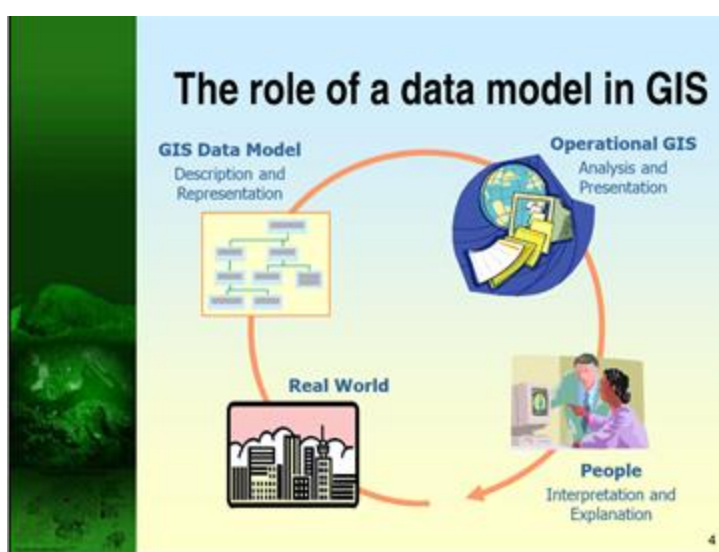 The role of a data model in GIS
GIS Data Model
Description and
Representation
Operational GIS
Analysis and
Presentation
Real World
People
Interpretation and
Explanation
4